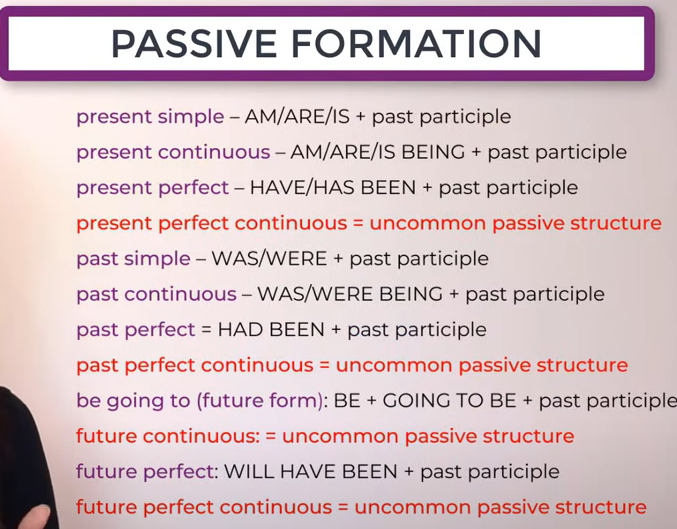 PASSIVE FORMATION
present simple – AM/ARE/IS + past participle
present continuous – AM/ARE/IS BEING + past participle
present perfect – HAVE/HAS BEEN + past participle
present perfect continuous = uncommon passive structure
past simple – WAS/WERE + past participle
past continuous – WAS/WERE BEING + past participle
past perfect = HAD BEEN + past participle
past perfect continuous = uncommon passive structure
be going to (future form): BE + GOING TO BE + past participle
future continuous: = uncommon passive structure
future perfect: WILL HAVE BEEN + past participle
future perfect continuous = uncommon passive structure